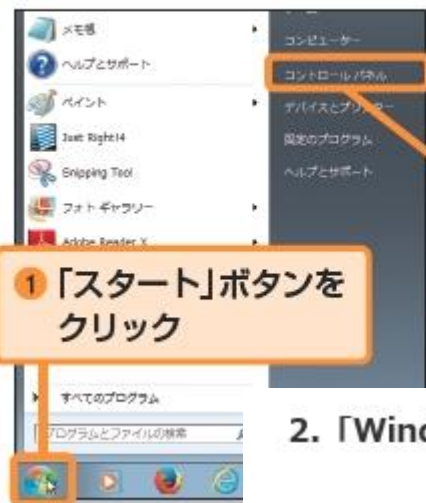 メモ帳
ヘルプとサポート
ペイント
Just Right!4
Snipping Tool
フォト ギャラリー
Adobe Reader X
コンピューター
コントロール パネル
デバイスとプリンター
既定のプログラム
ヘルプとサポート
1 「スタート」ボタンを
クリック
すべてのプログラム
プログラムとファイルの検索
2.「Wind